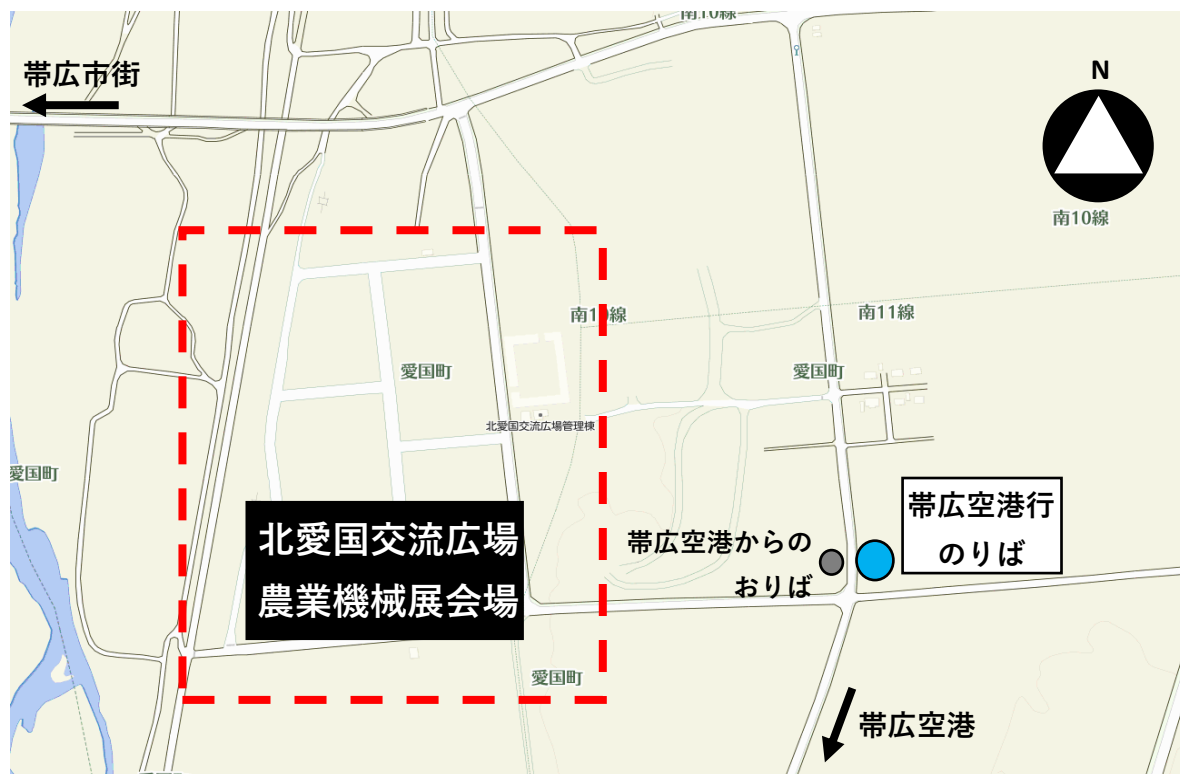 南10線
帯広市街
N
南10線
南10線
南11線
愛国町
愛国町
北愛国交流広場管理棟
愛国町
北愛国交流広場
農業機械展会場
帯広空港からの
おりば
帯広空港行
のりば
愛国町
帯広空港
愛国町